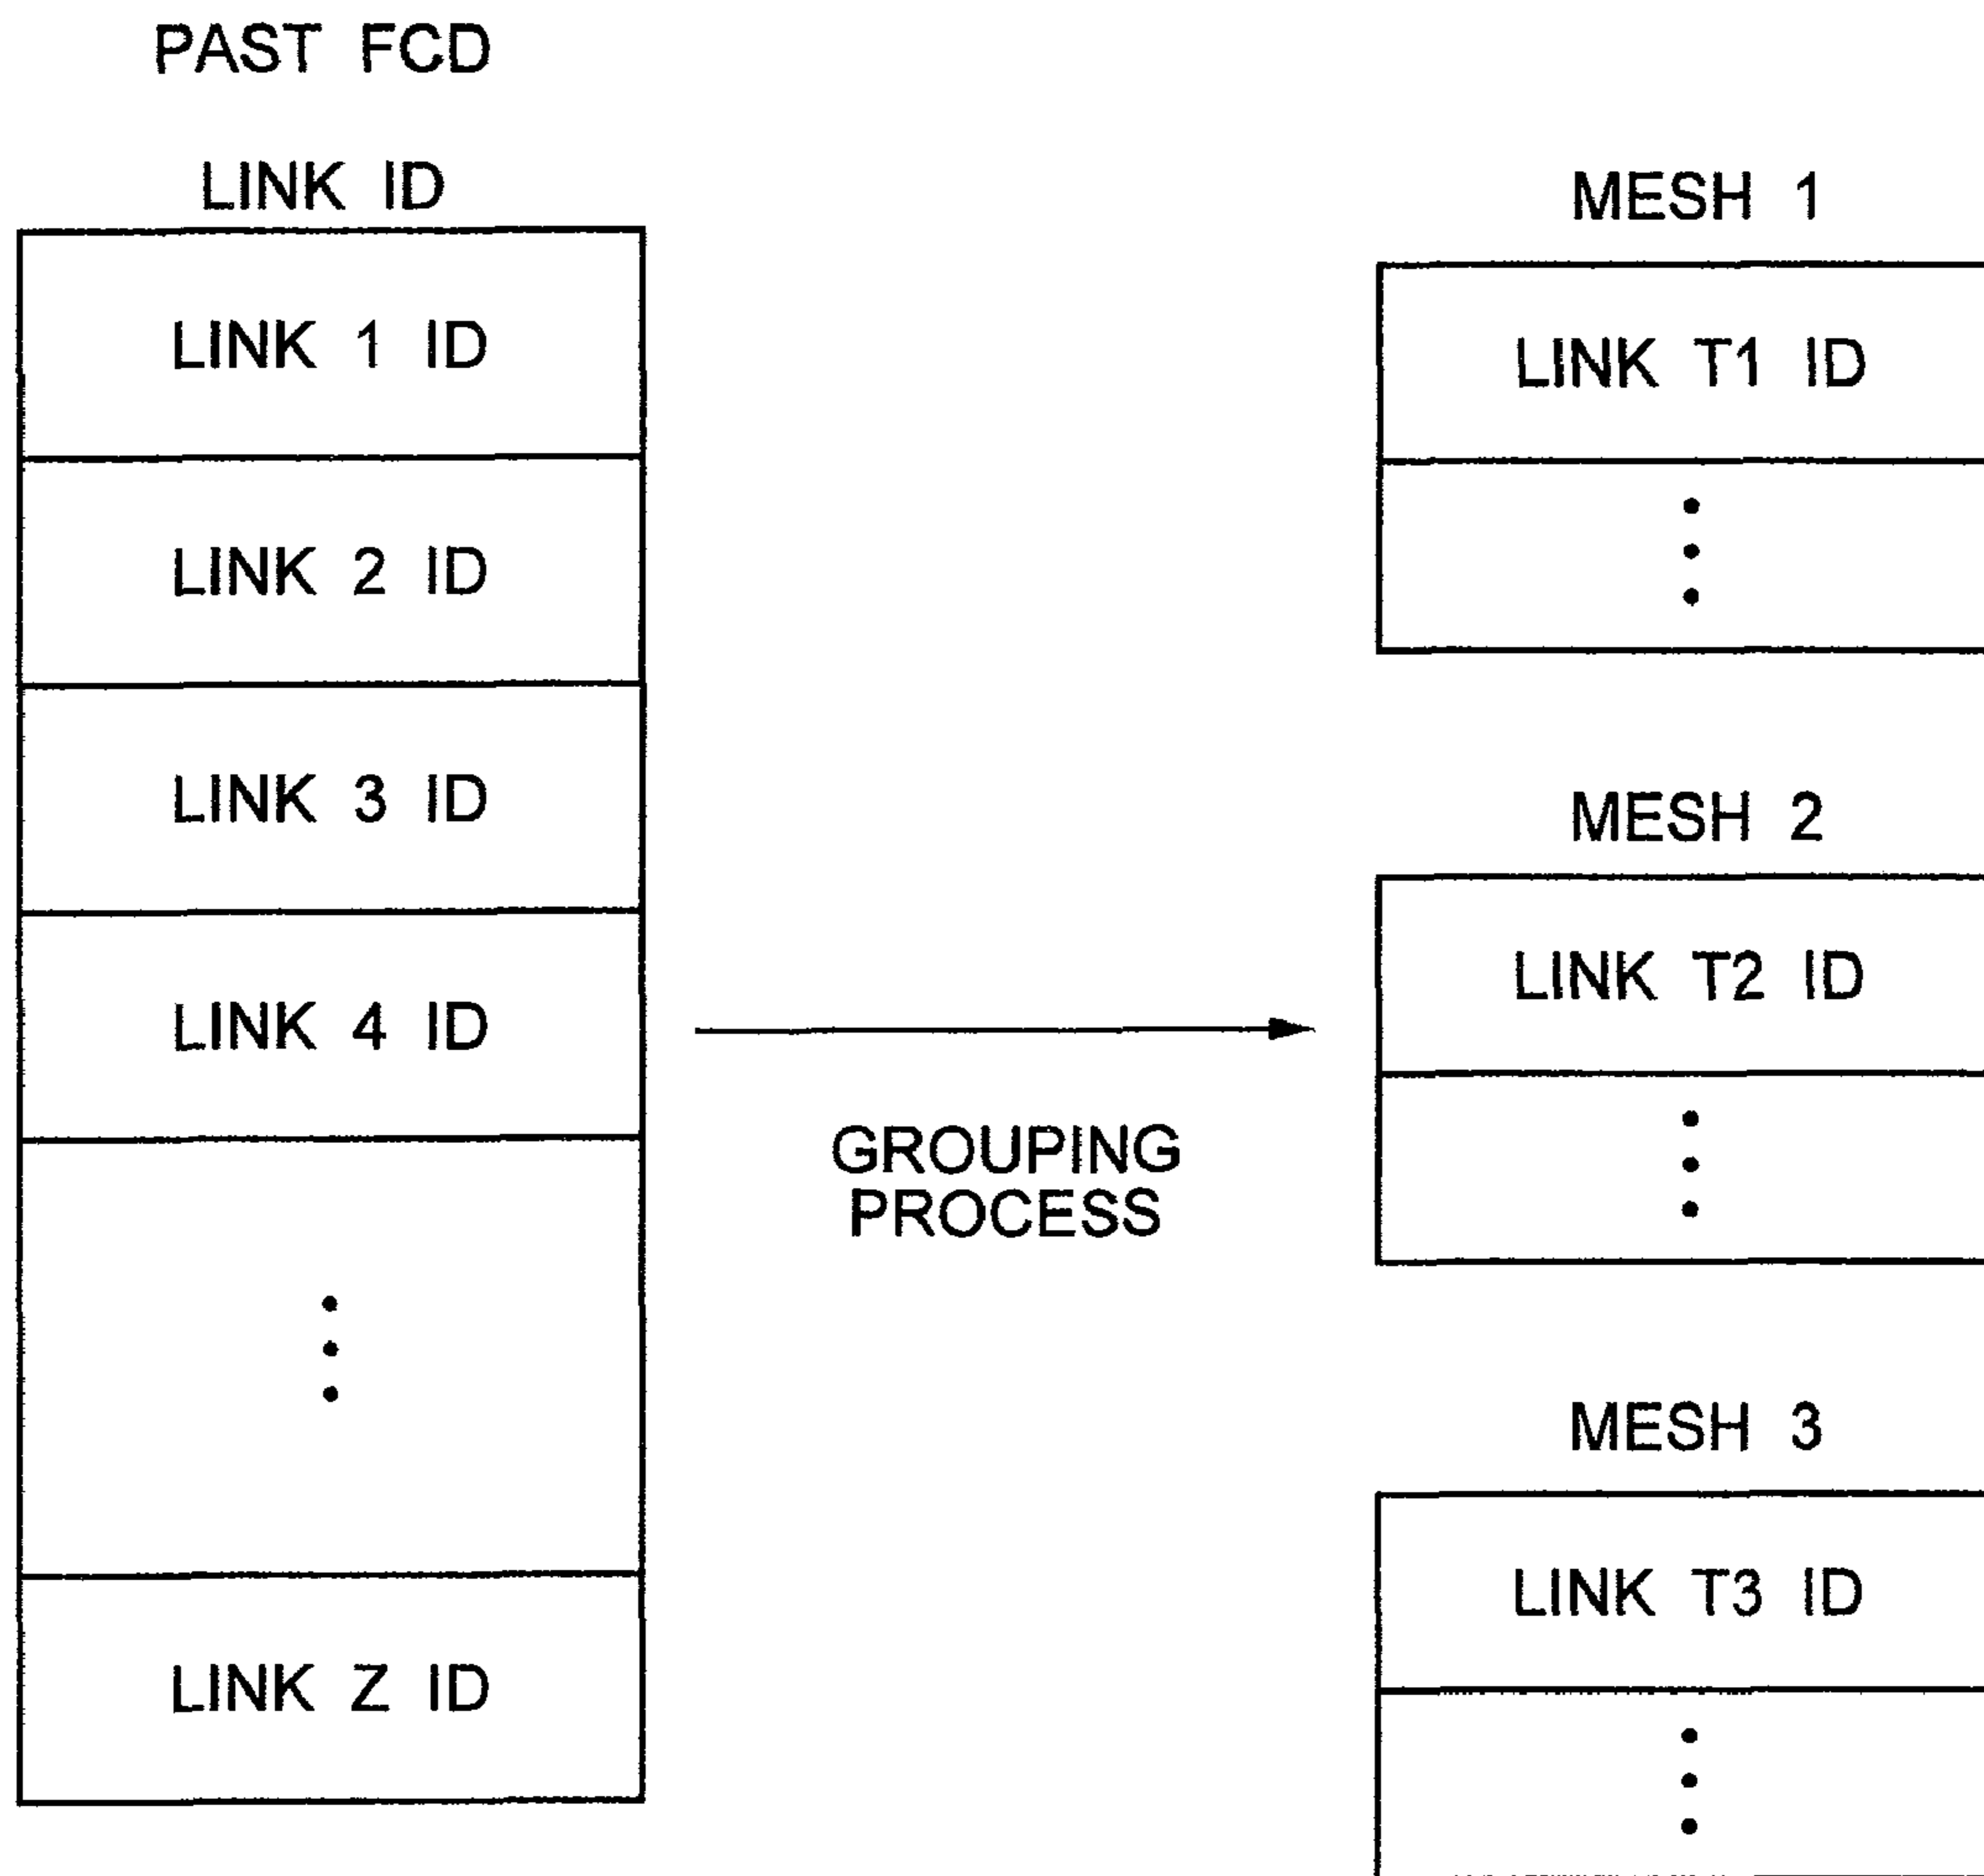 PAST FCD
LINK ID
LINK 1 ID
LINK 2 ID
LINK 3 ID
LINK 4 ID
LINK Z ID
GROUPING
PROCESS
MESH 1
LINK T1 ID
MESH 2
LINK T2 ID
MESH 3
LINK T3 ID